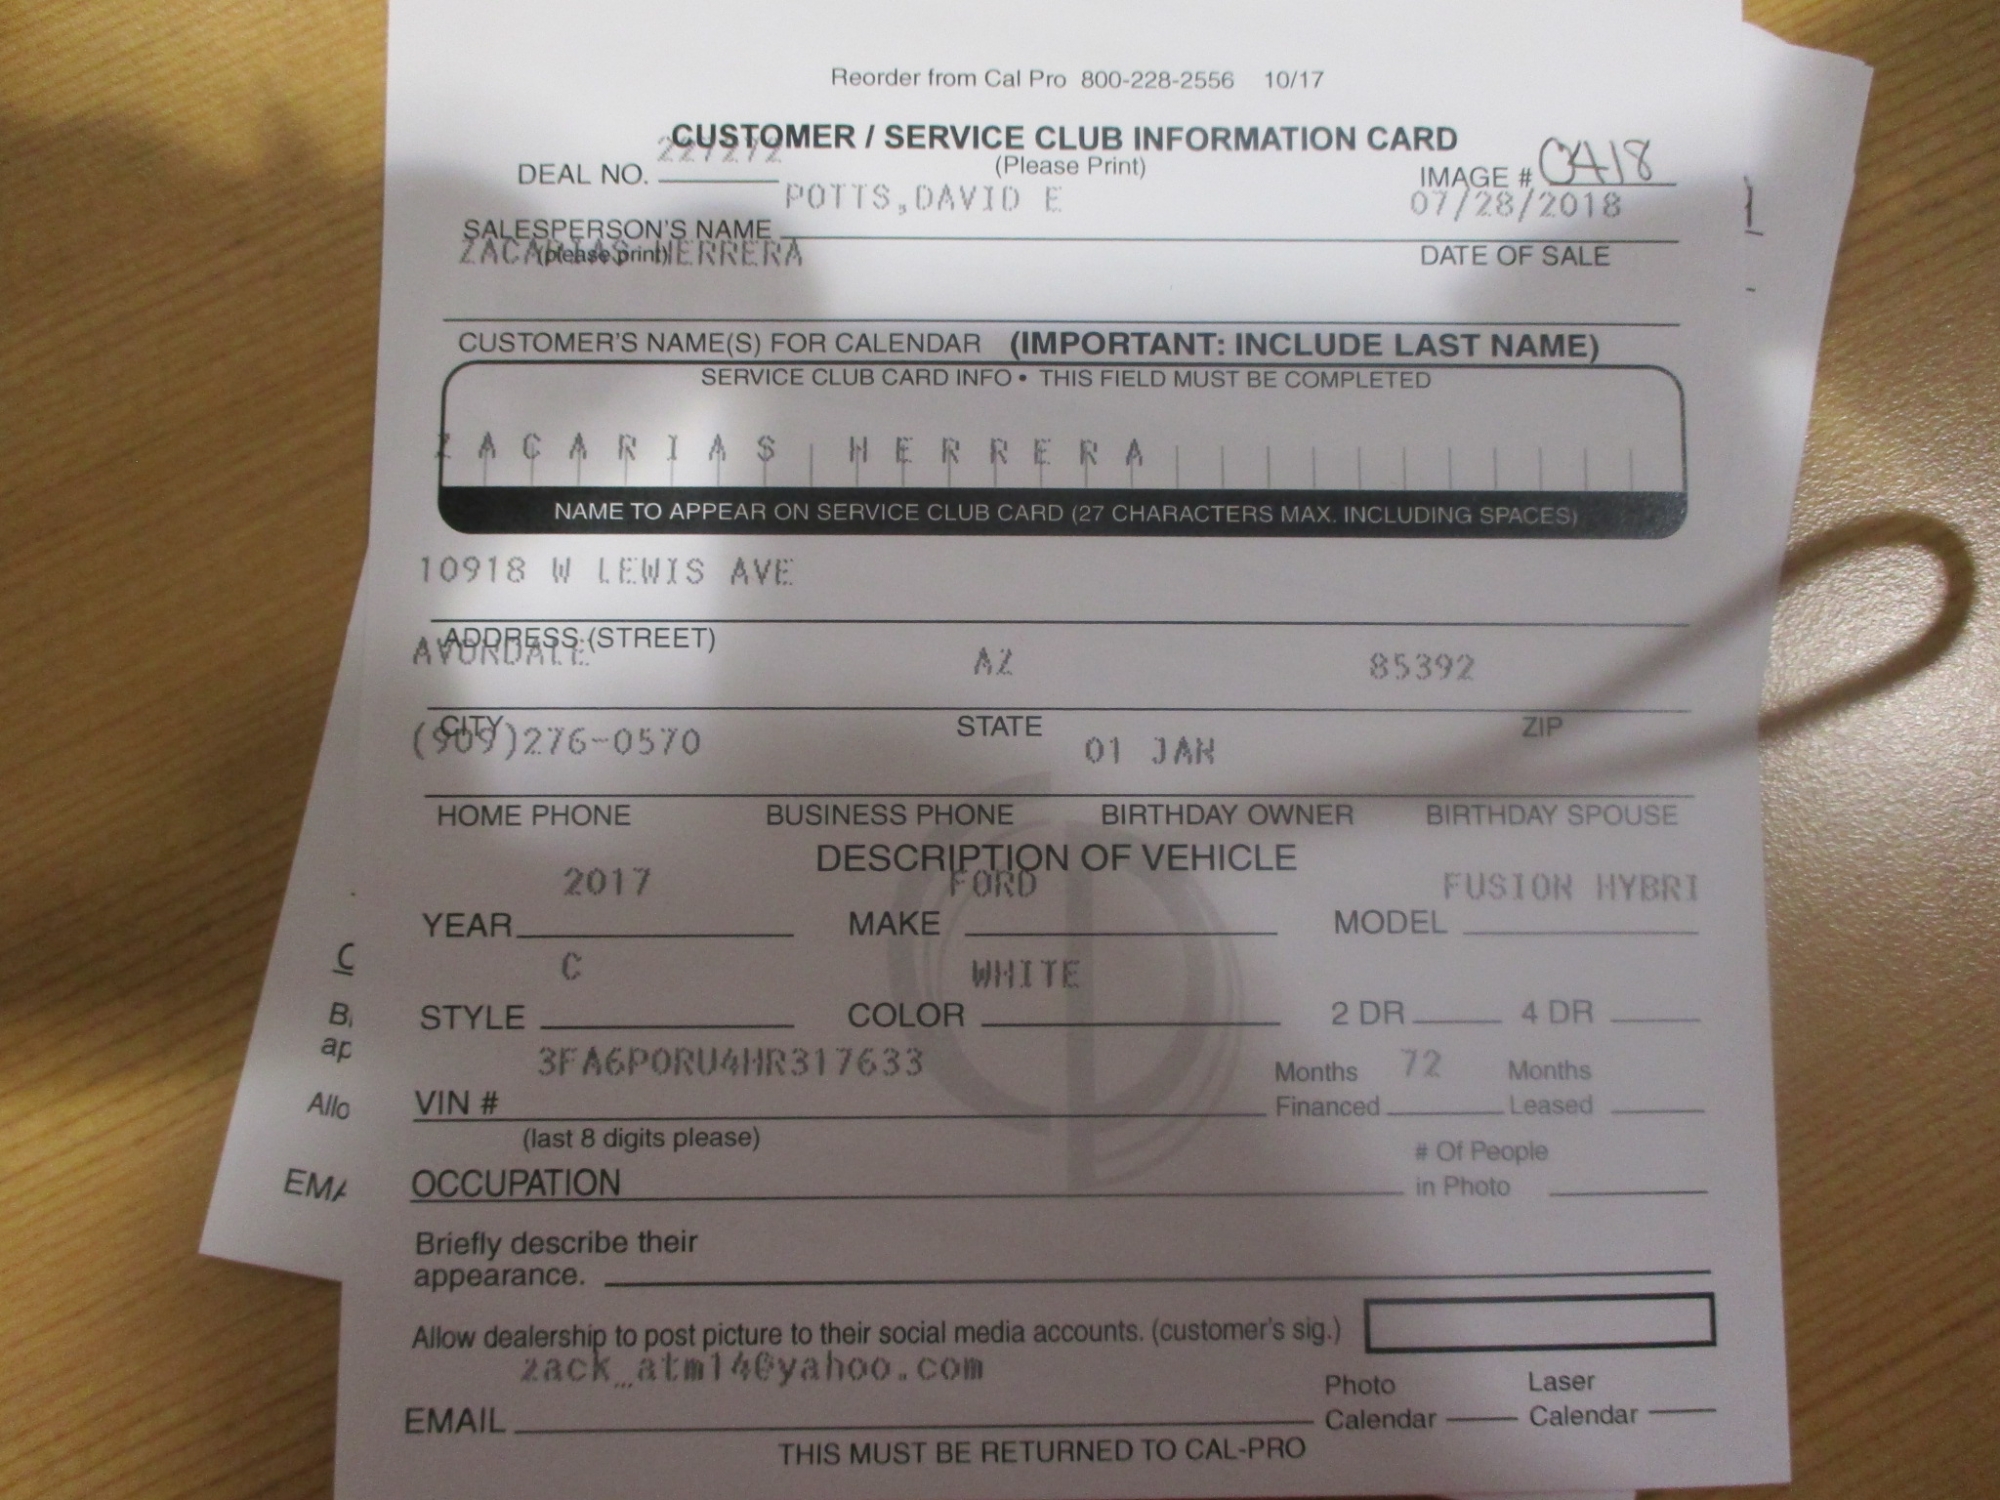 Reorder from Cal Pro 800-228-2556 10/17
CUSTOMER / SERVICE CLUB INFORMATION CARD
227272
DEAL NO. (Please Print) IMAGE # 0418
POTTS,DAVID E 07/28/2018
SALESPERSON'S NAME
ZACARIAS HERRERA
(please print) DATE OF SALE
CUSTOMER'S NAME(S) FOR CALENDAR (IMPORTANT: INCLUDE LAST NAME)
SERVICE CLUB CARD INFO • THIS FIELD MUST BE COMPLETED
ZACARIAS HERRERA
NAME TO APPEAR ON SERVICE CLUB CARD (27 CHARACTERS MAX. INCLUDING SPACES)
10918 W LEWIS AVE
ADDRESS (STREET)
AVONDALE AZ 85392
CITY STATE ZIP
(909)276-0570 01 JAN
HOME PHONE BUSINESS PHONE BIRTHDAY OWNER BIRTHDAY SPOUSE
DESCRIPTION OF VEHICLE
2017 FORD FUSION HYBRI
YEAR MAKE MODEL
C WHITE
STYLE COLOR 2 DR 4 DR
3FA6P0RU4HR317633
Months 72 Months
VIN # Financed Leased
(last 8 digits please)
# Of People
OCCUPATION in Photo
Briefly describe their
appearance.
Allow dealership to post picture to their social media accounts. (customer's sig.)
zack_atm14@yahoo.com
Photo Laser
EMAIL Calendar Calendar
THIS MUST BE RETURNED TO CAL-PRO
Allo
EMA